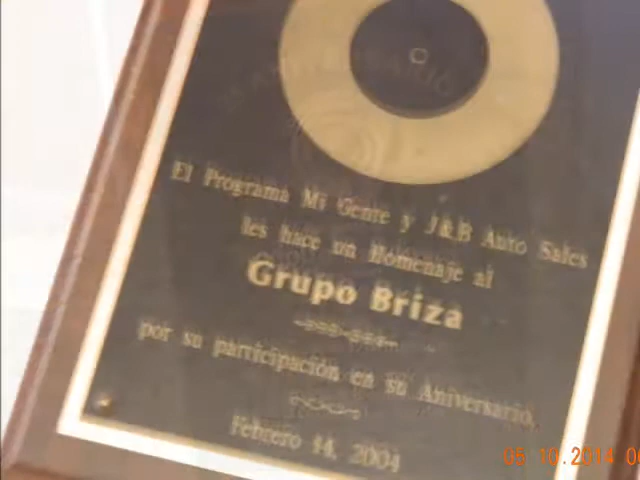 El Programa Mi Gente y J&B Auto Sales
les hace un Homenaje al
Grupo Briza
por su participación en su Aniversario,
Febrero 14, 2004
05 10 2014